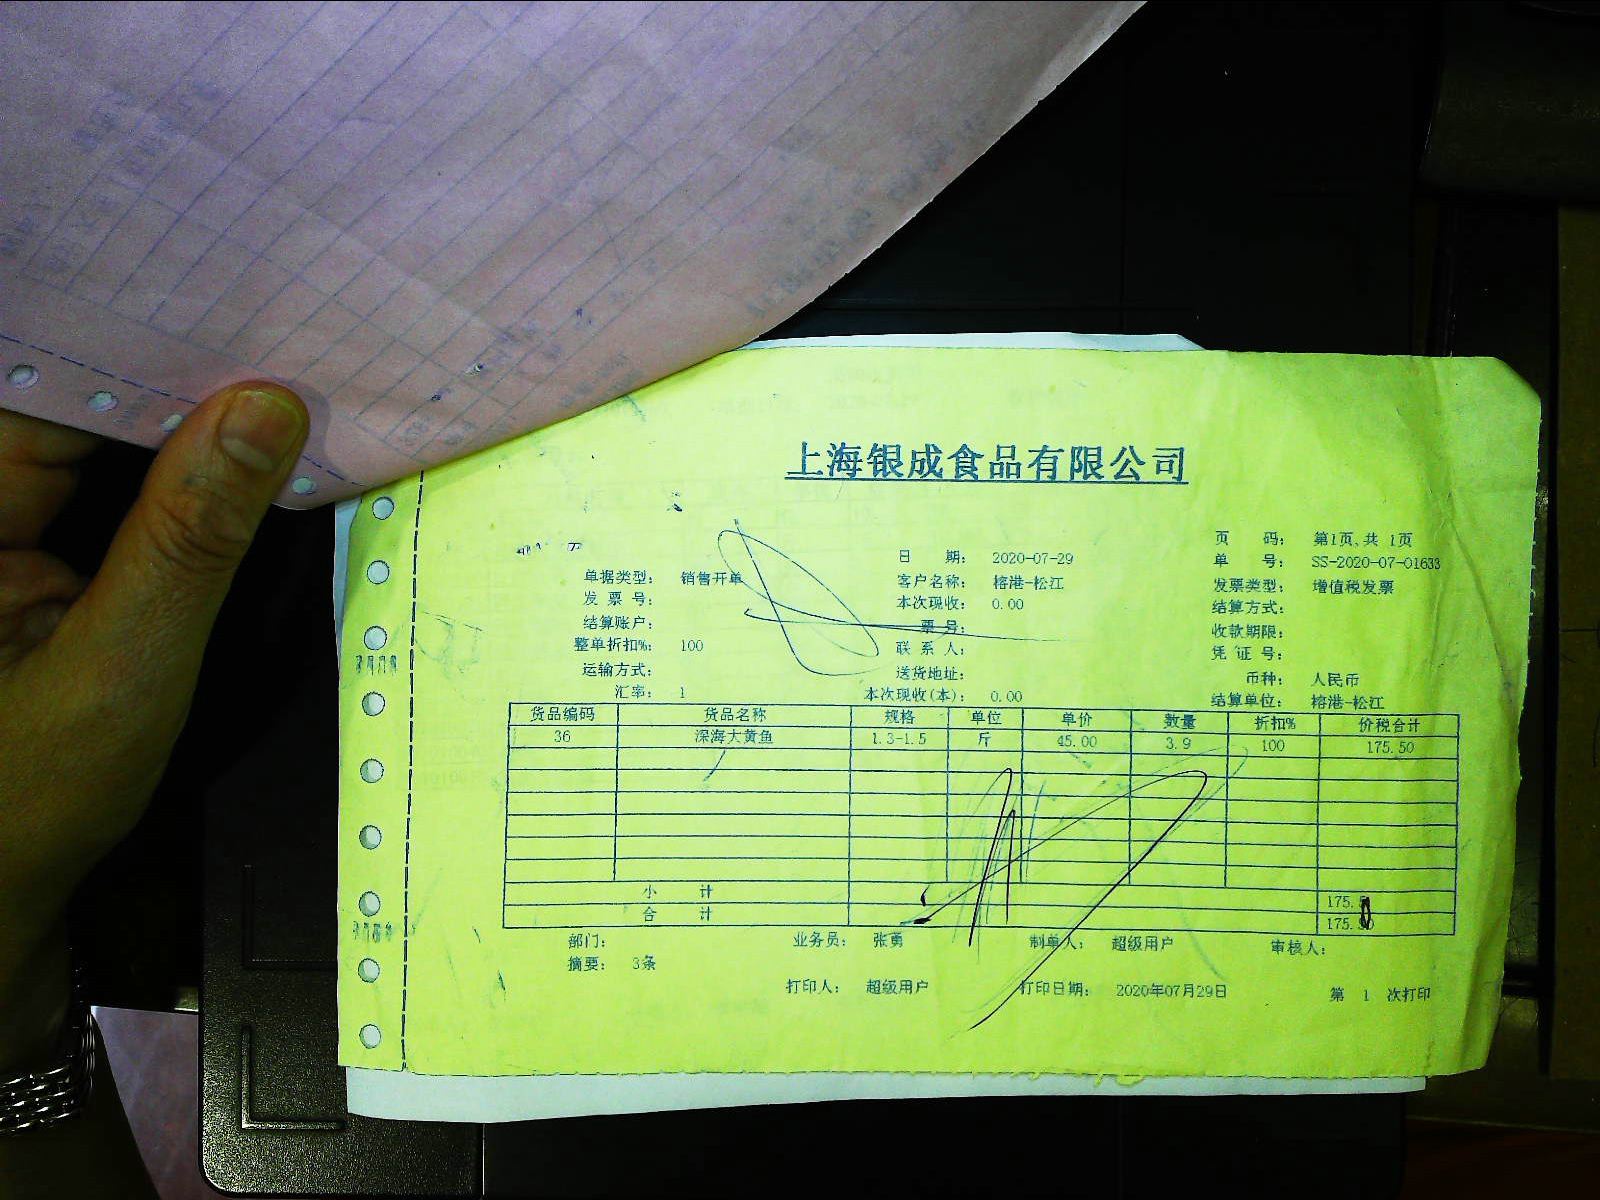 上海银成食品有限公司
页 码： 第1页,共 1页
日 期： 2020-07-29 单 号： SS-2020-07-01633
单据类型： 销售开单 客户名称： 榕港-松江 发票类型： 增值税发票
发 票 号： 本次现收： 0.00 结算方式：
结算账户： 票 号： 收款期限：
整单折扣%： 100 联 系 人： 凭 证 号：
运输方式： 送货地址： 币种： 人民币
汇率： 1 本次现收(本)： 0.00 结算单位： 榕港-松江
货品编码 货品名称 规格 单位 单价 数量 折扣% 价税合计
36 深海大黄鱼 1.3-1.5 斤 45.00 3.9 100 175.50
小 计 175.50
合 计 175.50
部门： 业务员： 张勇 制单人： 超级用户 审核人：
摘要： 3条
打印人： 超级用户 打印日期： 2020年07月29日 第 1 次打印